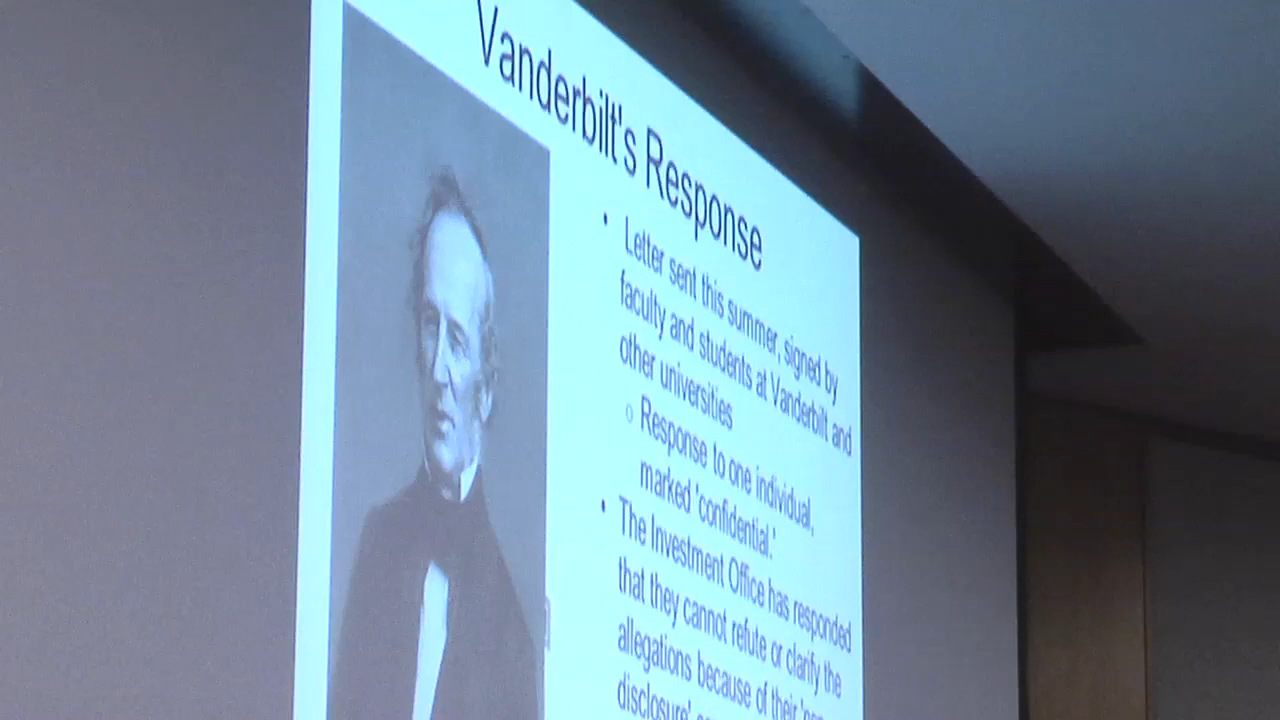 Vanderbilt's Response
• Letter sent this summer, signed by
faculty and students at Vanderbilt and
other universities
o Response to one individual,
marked 'confidential.'
• The Investment Office has responded
that they cannot refute or clarify the
allegations because of their
disclosure'